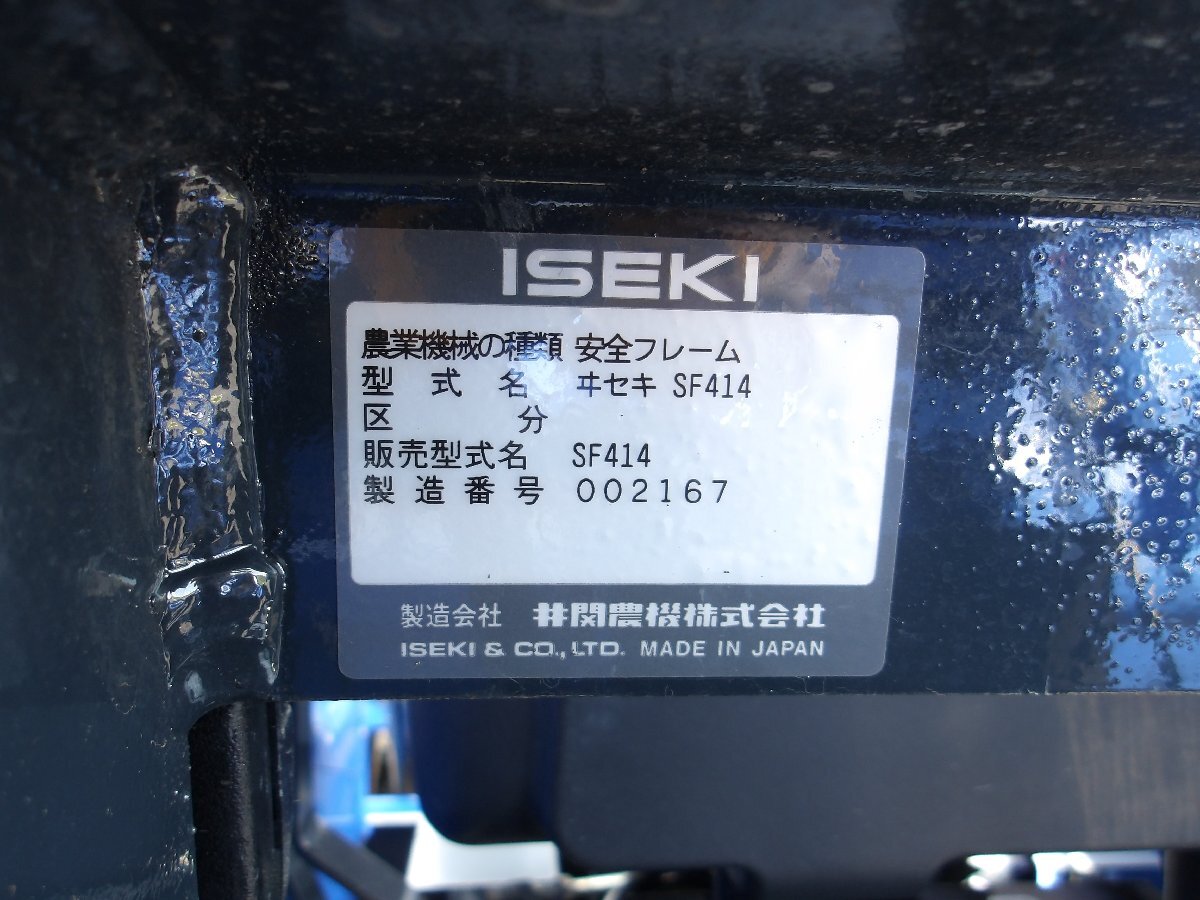 ISEKI
農業機械の種類 安全フレーム
型式名 ヰセキ SF414
区分
販売型式名 SF414
製造番号 002167
製造会社 井関農機株式会社
ISEKI & CO., LTD. MADE IN JAPAN